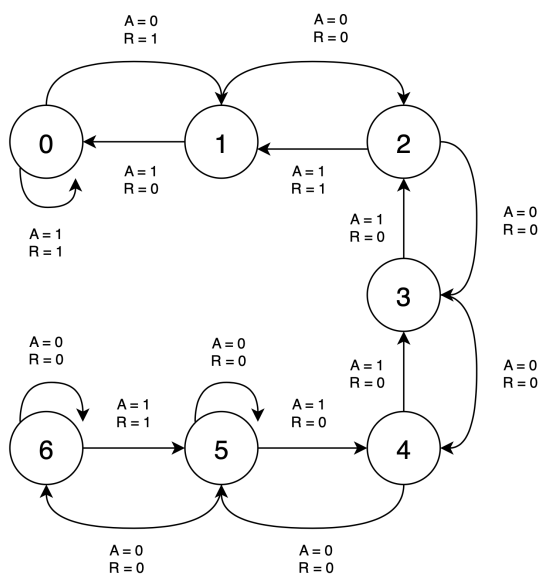 A = 0
R = 1
A = 0
R = 0
0
1
2
A = 1
R = 0
A = 1
R = 1
A = 1
R = 1
A = 1
R = 0
A = 0
R = 0
3
A = 0
R = 0
A = 0
R = 0
A = 1
R = 0
A = 0
R = 0
A = 1
R = 1
A = 1
R = 0
6
5
4
A = 0
R = 0
A = 0
R = 0